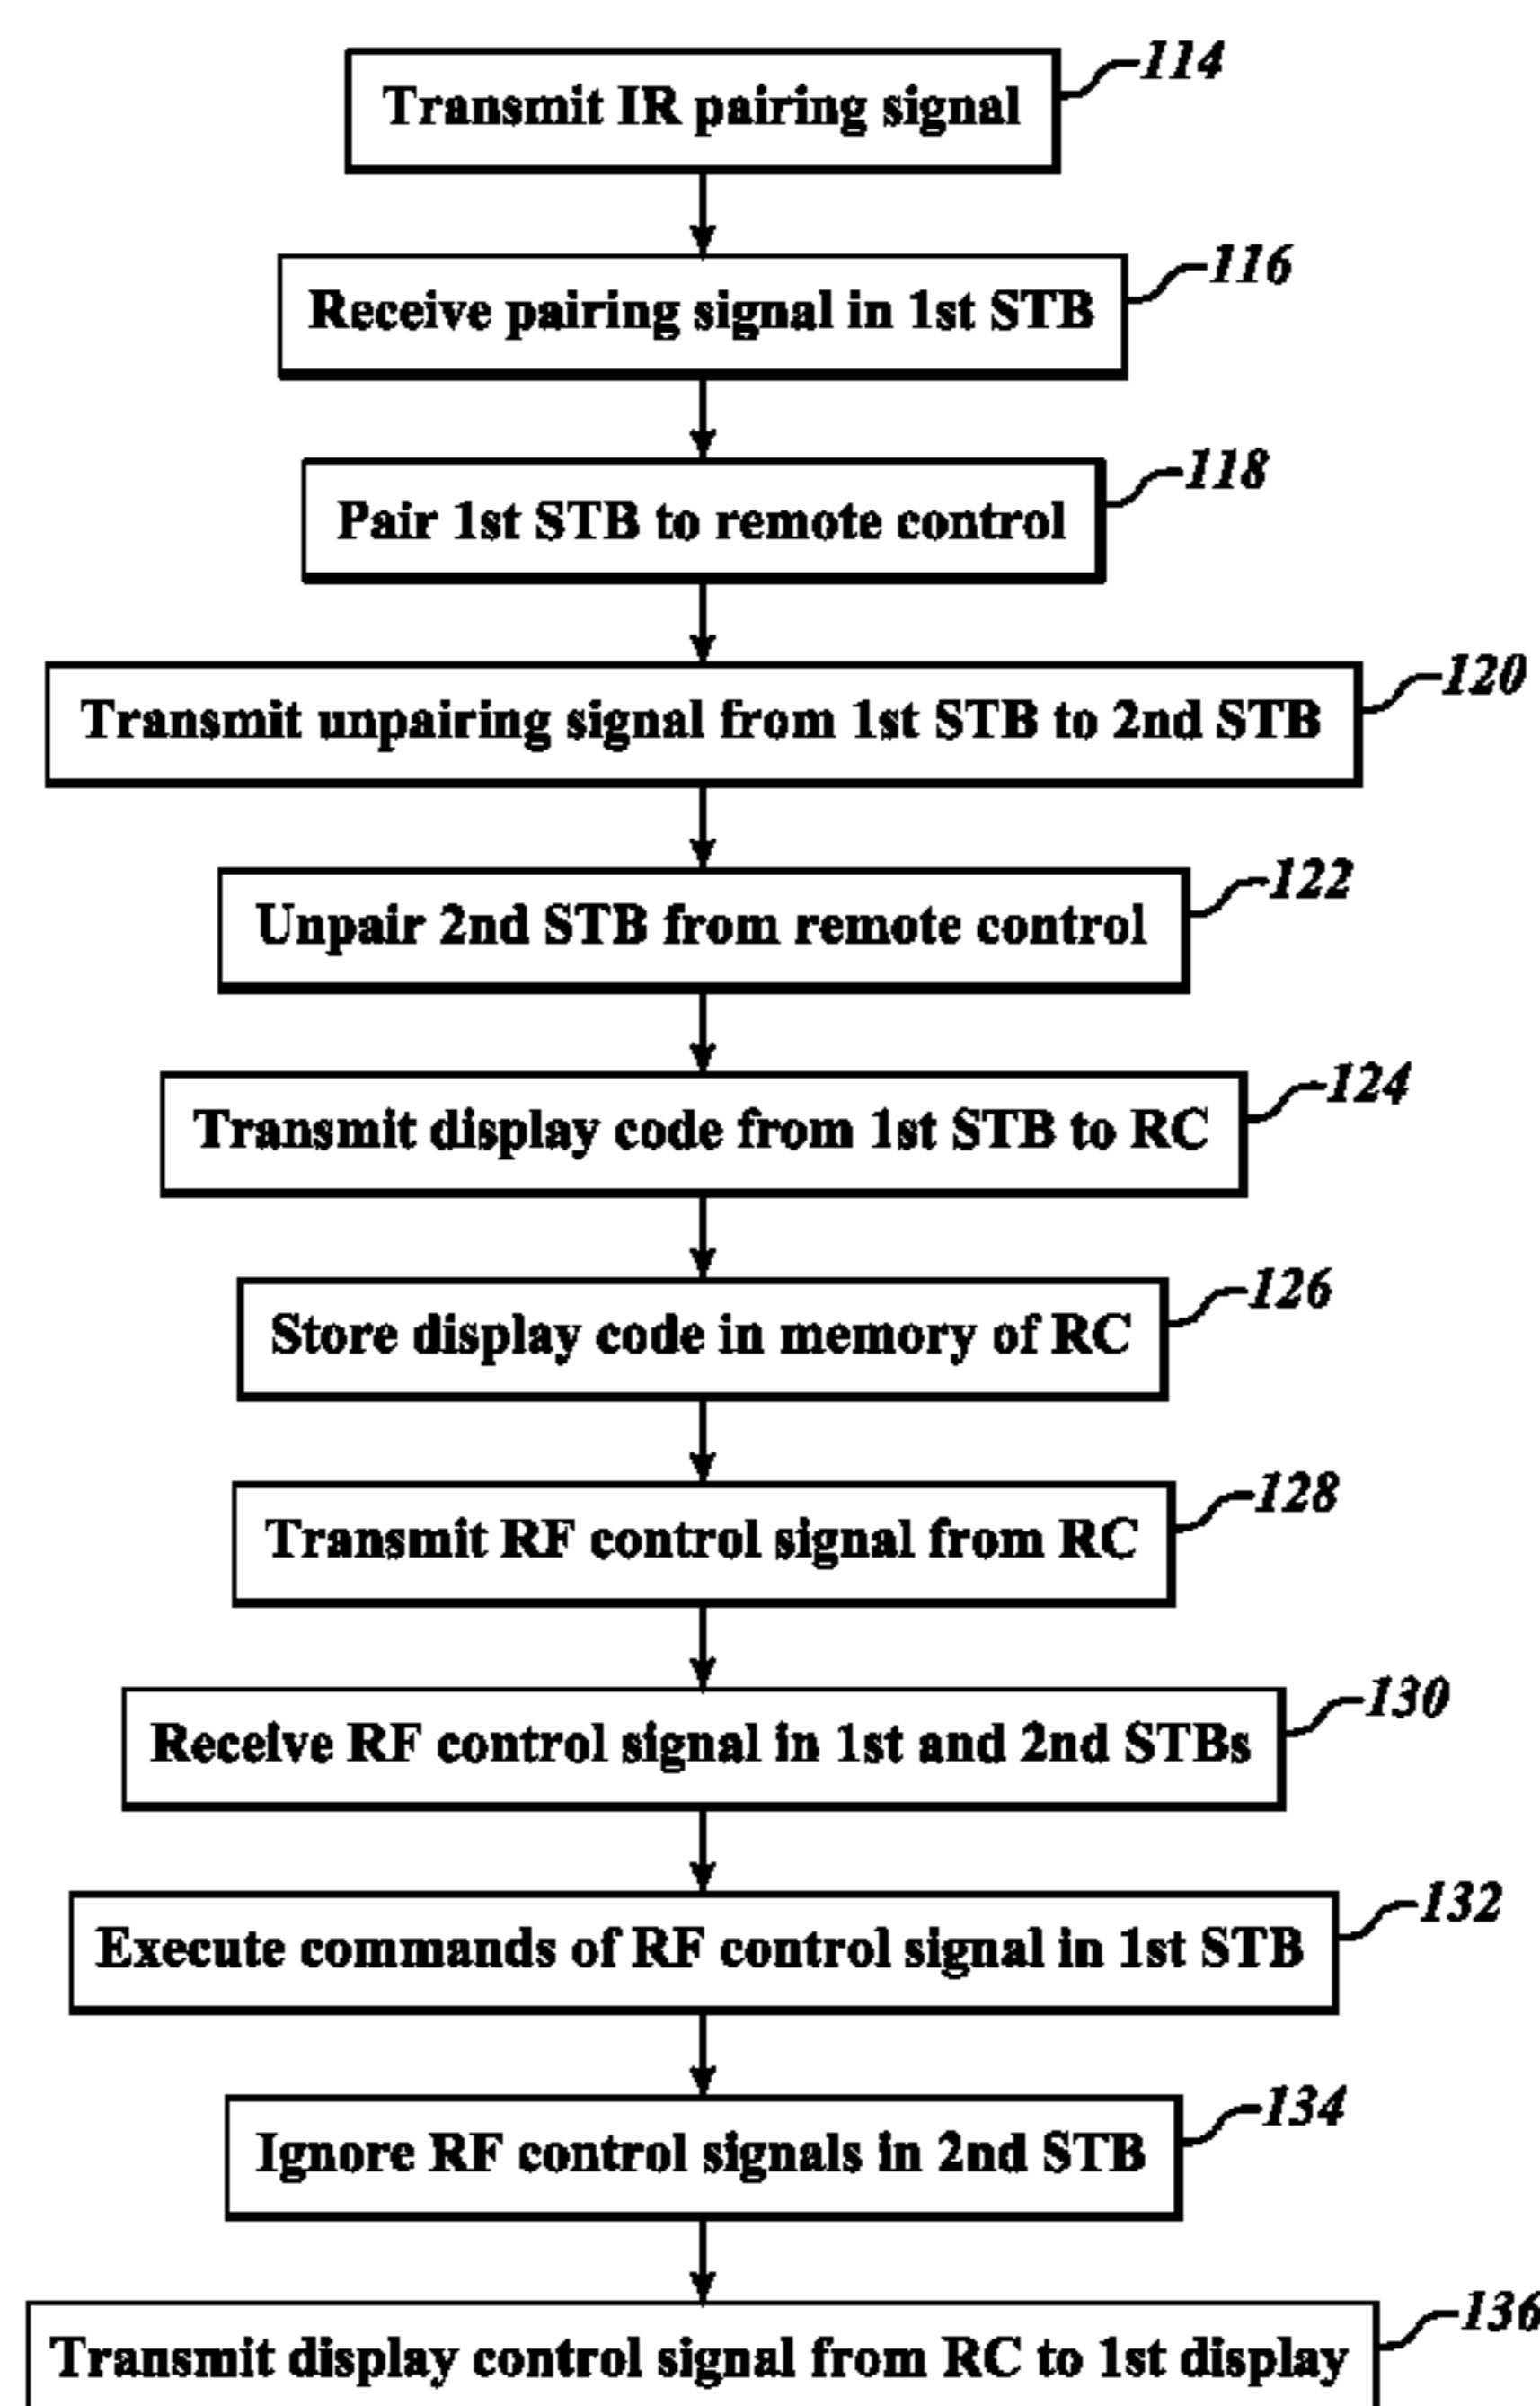 114
Transmit IR pairing signal
116
Receive pairing signal in 1st STB
118
Pair 1st STB to remote control
120
Transmit unpairing signal from 1st STB to 2nd STB
122
Unpair 2nd STB from remote control
124
Transmit display code from 1st STB to RC
126
Store display code in memory of RC
128
Transmit RF control signal from RC
130
Receive RF control signal in 1st and 2nd STBs
132
Execute commands of RF control signal in 1st STB
134
Ignore RF control signals in 2nd STB
136
Transmit display control signal from RC to 1st display